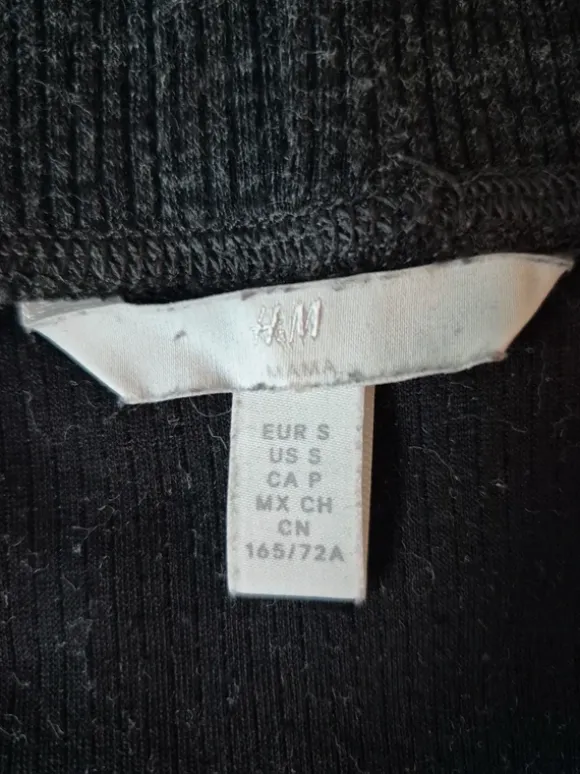 H&M
MAMA
EUR S
US S
CA P
MX CH
CN
165/72A